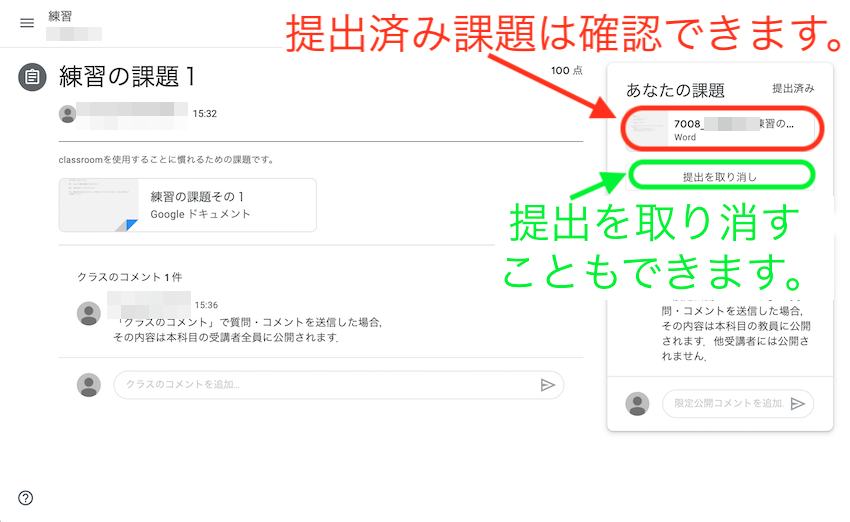 練習
提出済み課題は確認できます。
練習の課題1
100 点
15:32
classroomを使用することに慣れるための課題です。
練習の課題その1
Google ドキュメント
クラスのコメント 1 件
15:36
「クラスのコメント」で質問・コメントを送信した場合,
その内容は本科目の受講者全員に公開されます.
クラスのコメントを追加...
あなたの課題
提出済み
7008_
練習の...
Word
提出を取り消し
提出を取り消す
こともできます。
問・コメントを送信した場合,
その内容は本科目の教員に公開
されます. 他受講者には公開さ
れません.
限定公開コメントを追加